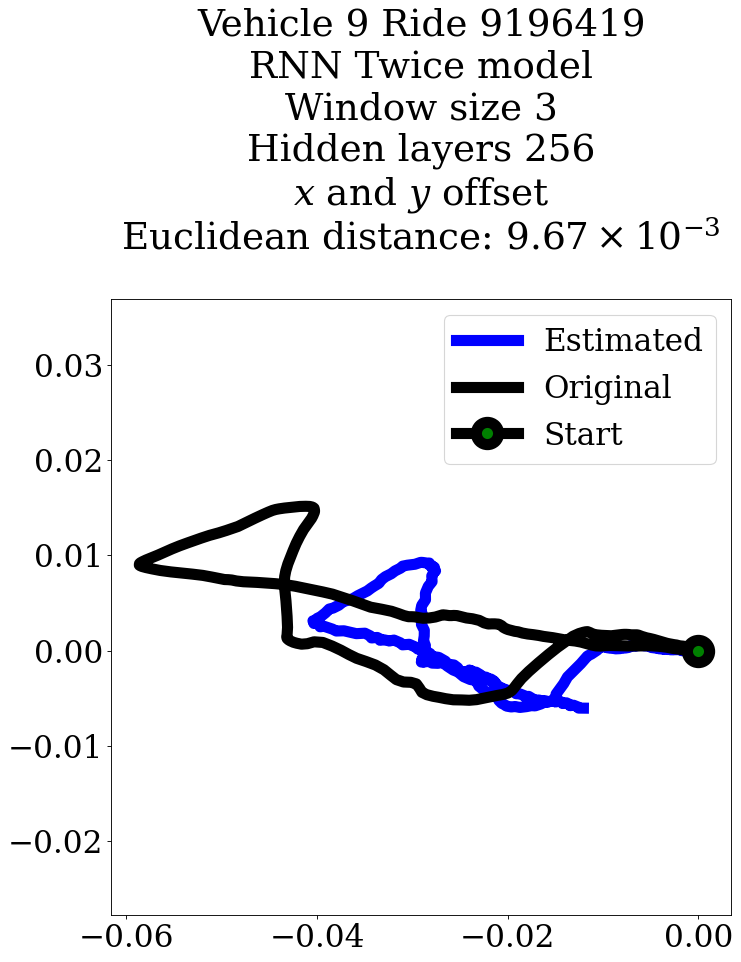 Vehicle 9 Ride 9196419
RNN Twice model
Window size 3
Hidden layers 256
x and y offset
Euclidean distance: 9.67 × 10⁻³
Estimated
Original
Start
0.03
0.02
0.01
0.00
−0.01
−0.02
−0.06 −0.04 −0.02 0.00